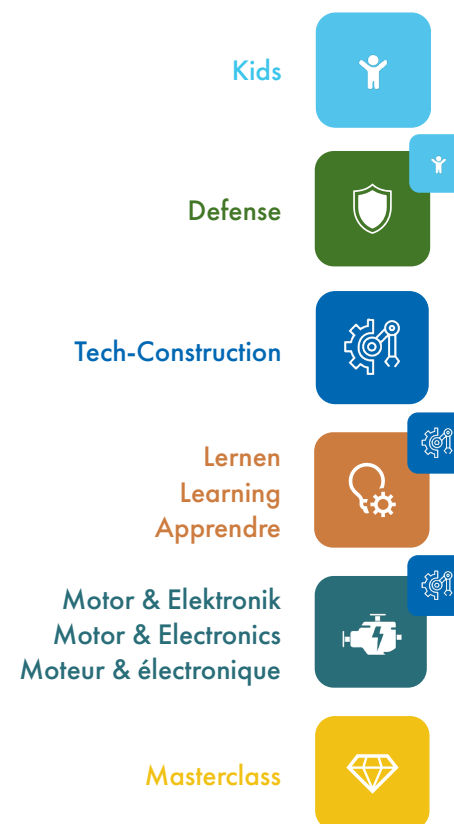 Kids
Defense
Tech-Construction
Lernen
Learning
Apprendre
Motor & Elektronik
Motor & Electronics
Moteur & électronique
Masterclass